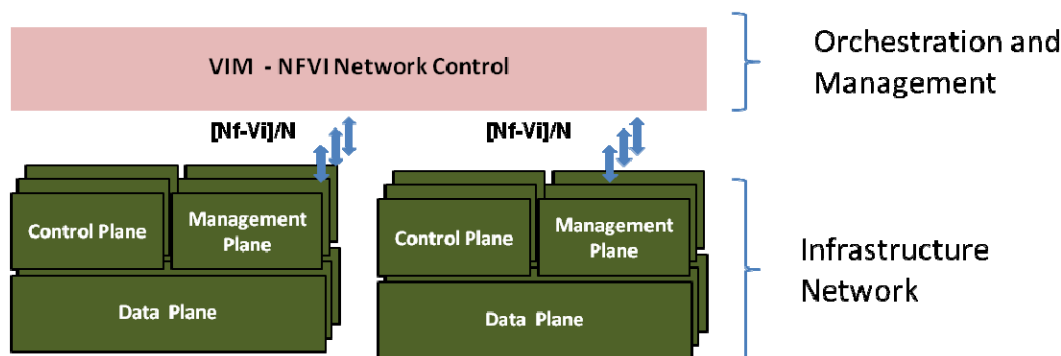 VIM - NFVI Network Control
Orchestration and
Management
[Nf-Vi]/N
[Nf-Vi]/N
Control Plane
Management
Plane
Data Plane
Control Plane
Management
Plane
Data Plane
Infrastructure
Network